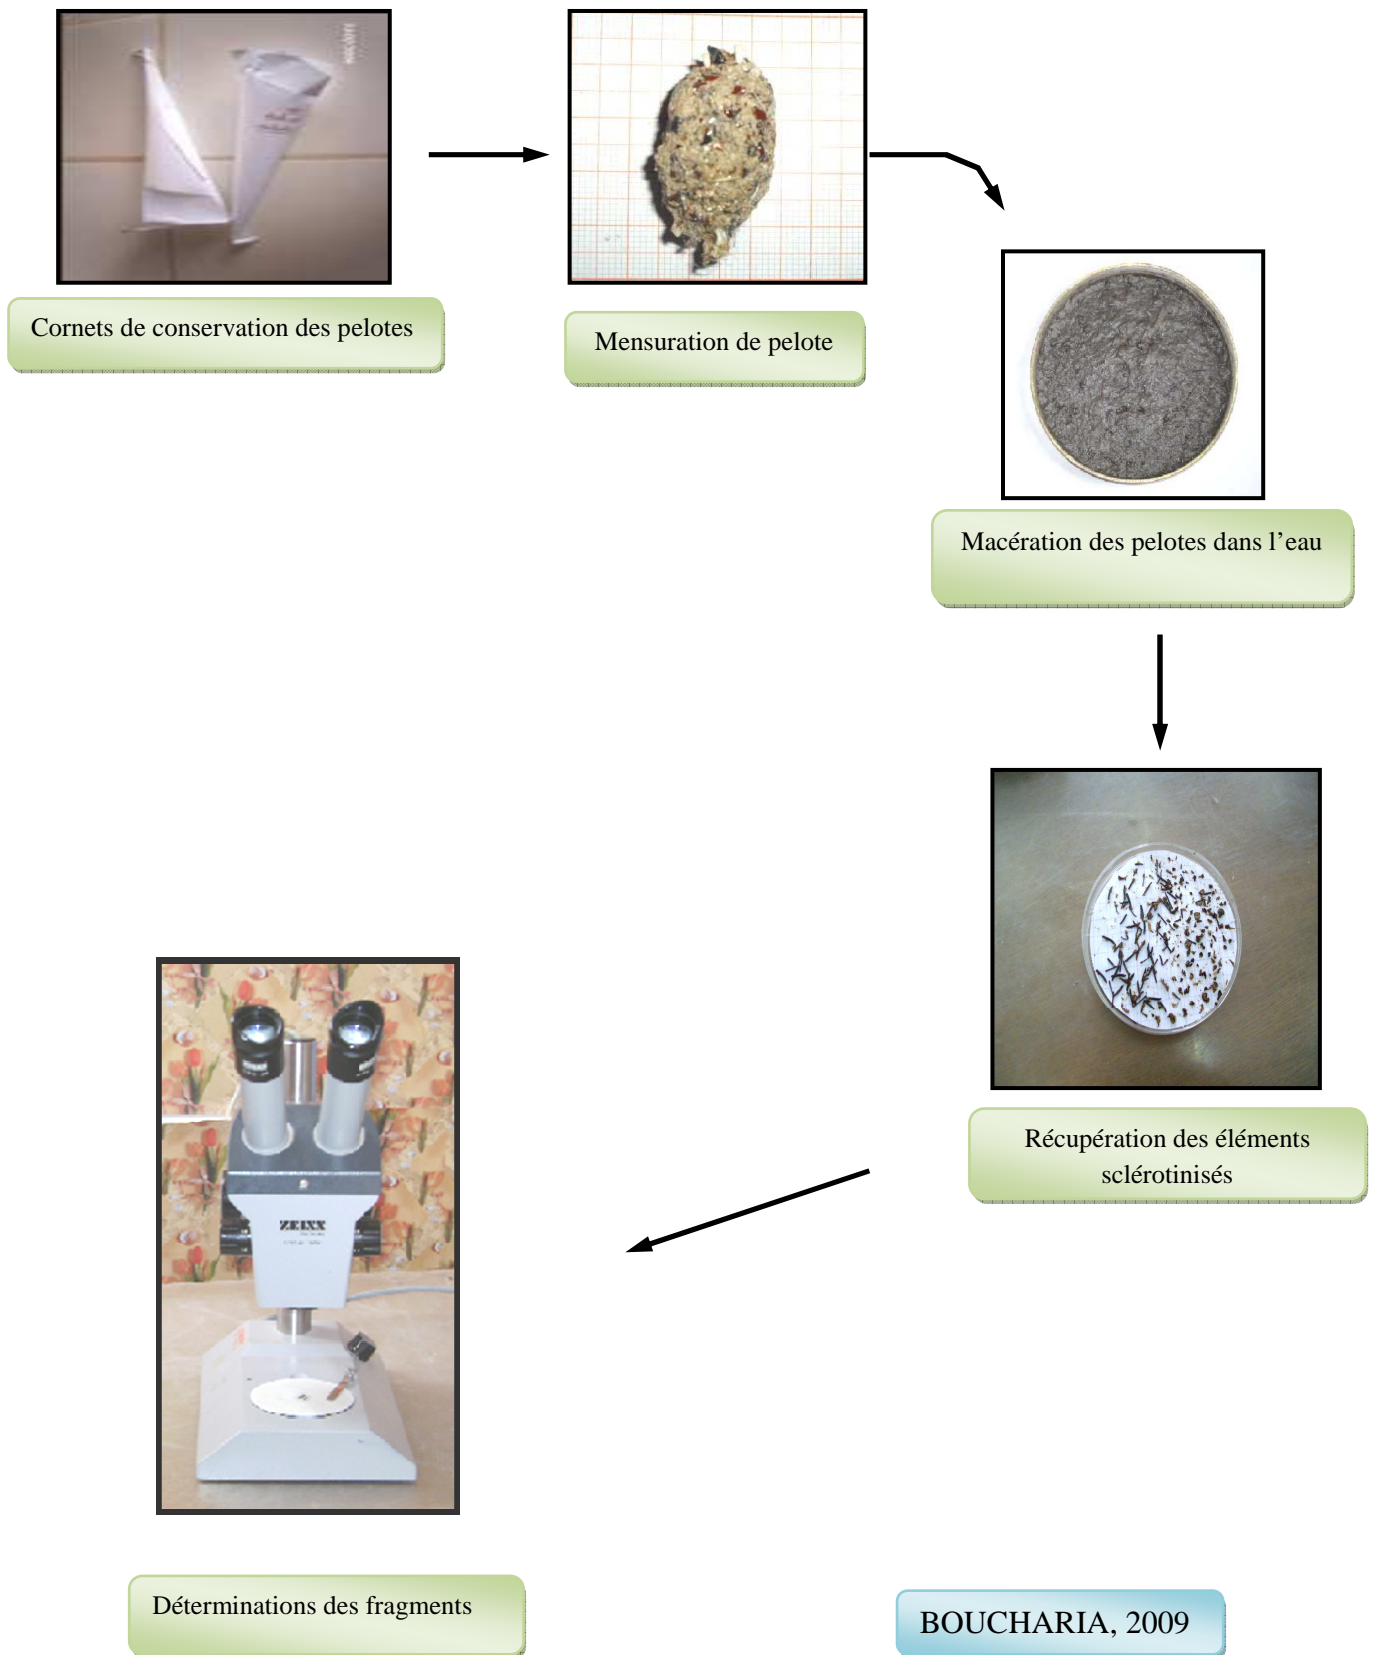 Cornets de conservation des pelotes
Mensuration de pelote
Macération des pelotes dans l’eau
Récupération des éléments
sclérotinisés
ZEIXX
Déterminations des fragments
BOUCHARIA, 2009